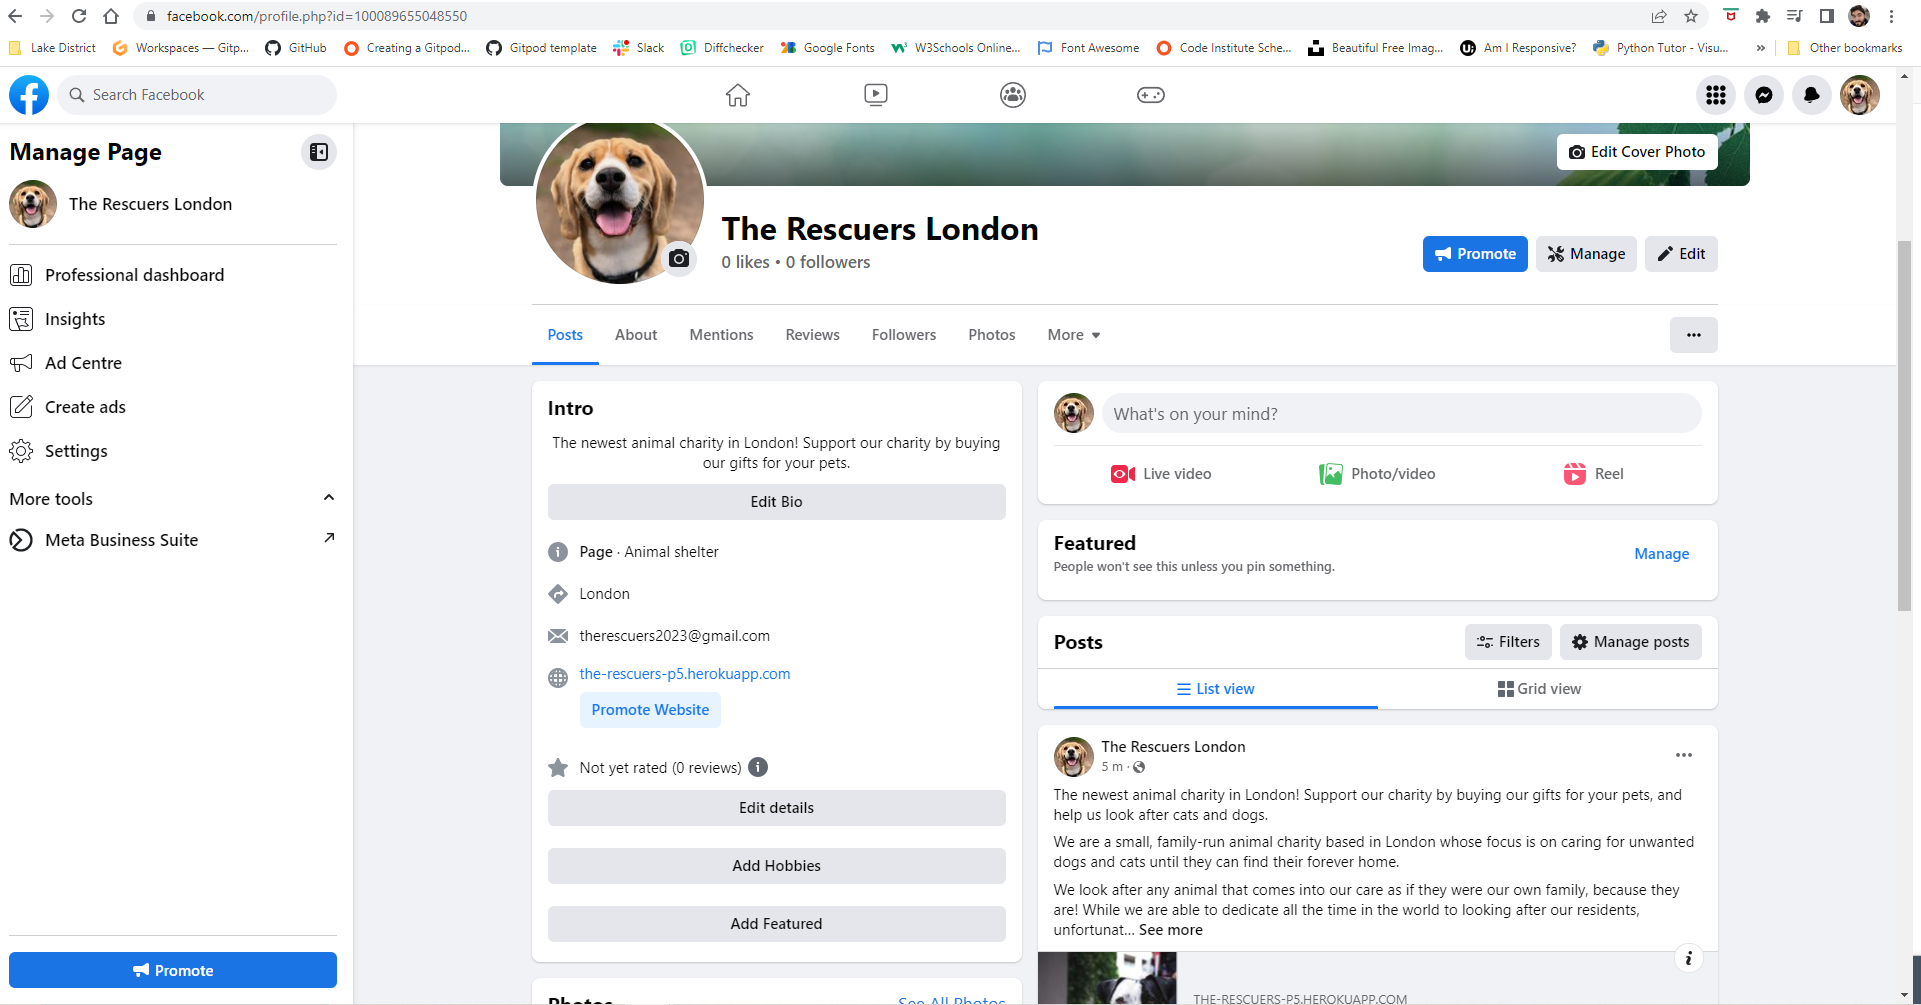 facebook.com/profile.php?id=100089655048550
Lake District
Workspaces — Gitp...
GitHub
Creating a Gitpod...
Gitpod template
Slack
Diffchecker
Google Fonts
W3Schools Online...
Font Awesome
Code Institute Sche...
Beautiful Free Imag...
Am I Responsive?
Python Tutor - Visu...
»
Other bookmarks
Search Facebook
Manage Page
The Rescuers London
Professional dashboard
Insights
Ad Centre
Create ads
Settings
More tools
Meta Business Suite
Promote
Edit Cover Photo
The Rescuers London
0 likes • 0 followers
Promote
Manage
Edit
Posts
About
Mentions
Reviews
Followers
Photos
More
Intro
The newest animal charity in London! Support our charity by buying
our gifts for your pets.
Edit Bio
Page · Animal shelter
London
therescuers2023@gmail.com
the-rescuers-p5.herokuapp.com
Promote Website
Not yet rated (0 reviews)
Edit details
Add Hobbies
Add Featured
Photos
See All Photos
What's on your mind?
Live video
Photo/video
Reel
Featured
People won't see this unless you pin something.
Manage
Posts
Filters
Manage posts
List view
Grid view
The Rescuers London
5 m ·
The newest animal charity in London! Support our charity by buying our gifts for your pets, and
help us look after cats and dogs.
We are a small, family-run animal charity based in London whose focus is on caring for unwanted
dogs and cats until they can find their forever home.
We look after any animal that comes into our care as if they were our own family, because they
are! While we are able to dedicate all the time in the world to looking after our residents,
unfortunat... See more
THE-RESCUERS-P5.HEROKUAPP.COM